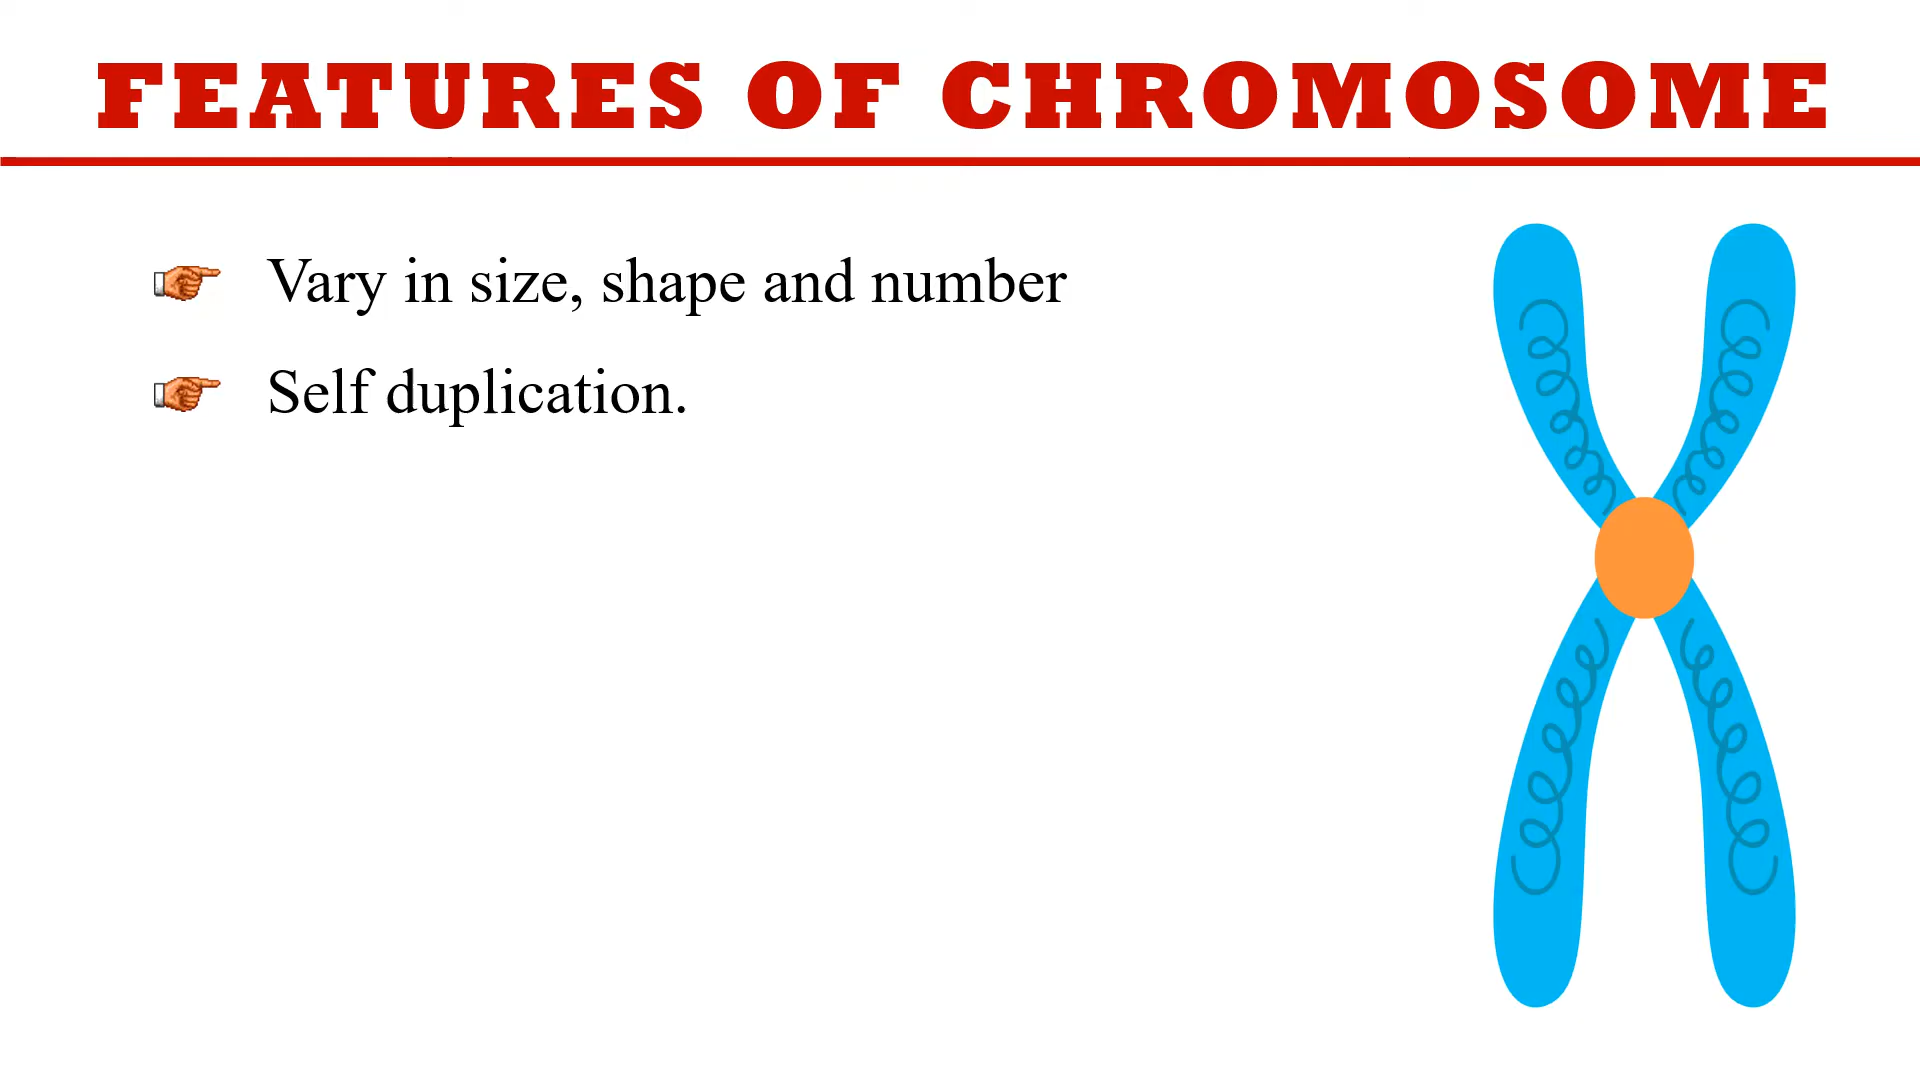 FEATURES OF CHROMOSOME
Vary in size, shape and number
Self duplication.